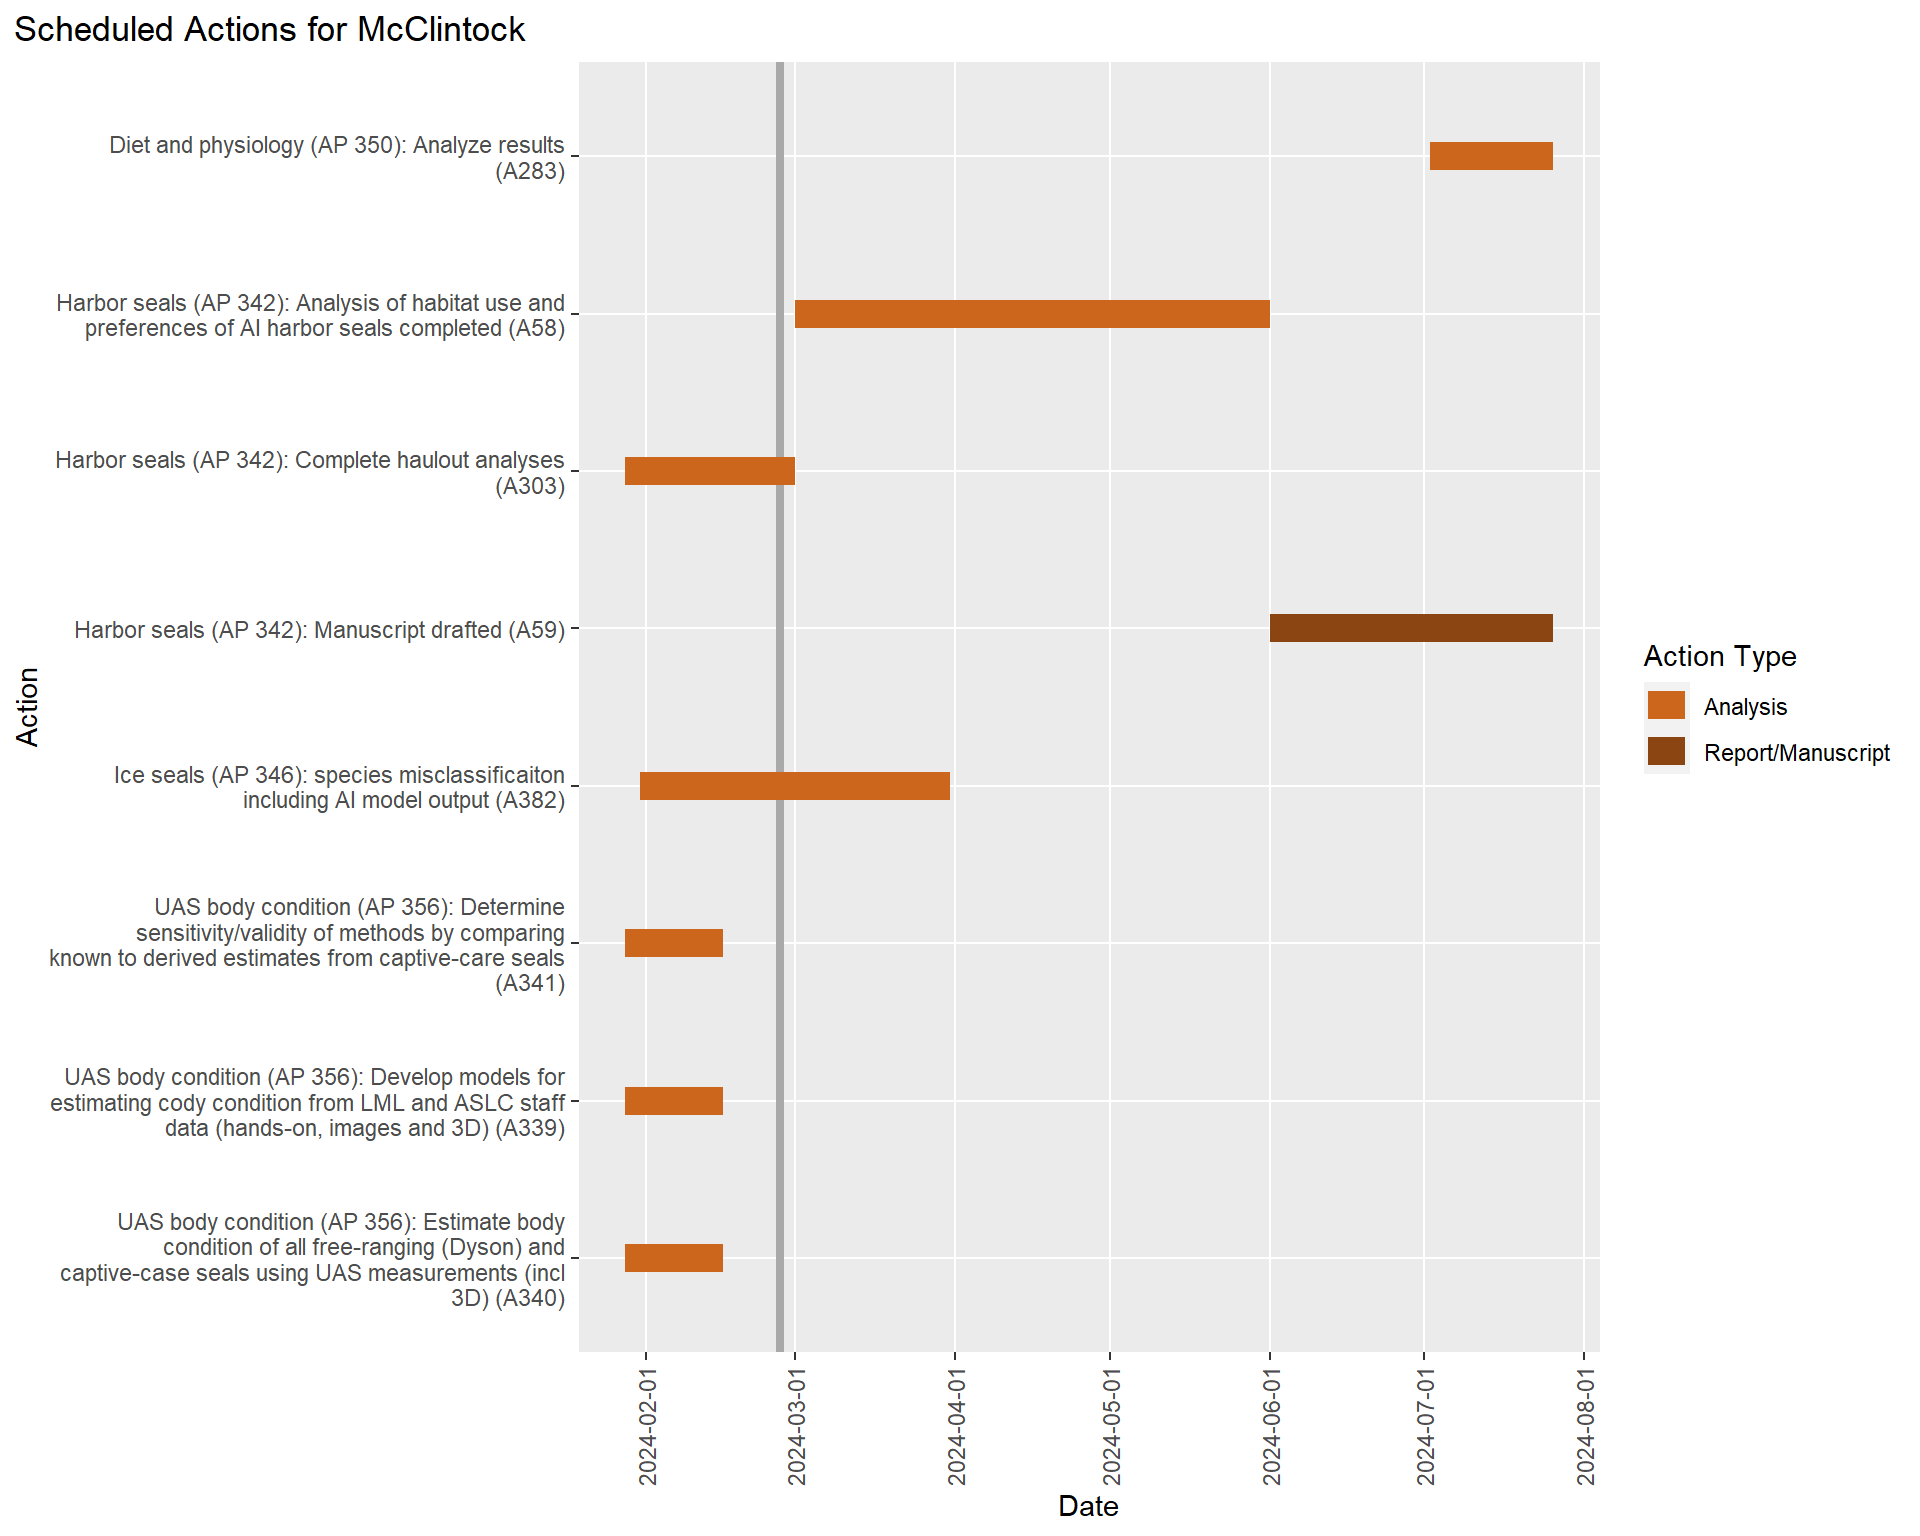 Scheduled Actions for McClintock
Diet and physiology (AP 350): Analyze results
(A283)
Harbor seals (AP 342): Analysis of habitat use and
preferences of AI harbor seals completed (A58)
Harbor seals (AP 342): Complete haulout analyses
(A303)
Harbor seals (AP 342): Manuscript drafted (A59)
Ice seals (AP 346): species misclassificaiton
including AI model output (A382)
UAS body condition (AP 356): Determine
sensitivity/validity of methods by comparing
known to derived estimates from captive-care seals
(A341)
UAS body condition (AP 356): Develop models for
estimating cody condition from LML and ASLC staff
data (hands-on, images and 3D) (A339)
UAS body condition (AP 356): Estimate body
condition of all free-ranging (Dyson) and
captive-case seals using UAS measurements (incl
3D) (A340)
Action
2024-02-01
2024-03-01
2024-04-01
2024-05-01
2024-06-01
2024-07-01
2024-08-01
Date
Action Type
Analysis
Report/Manuscript